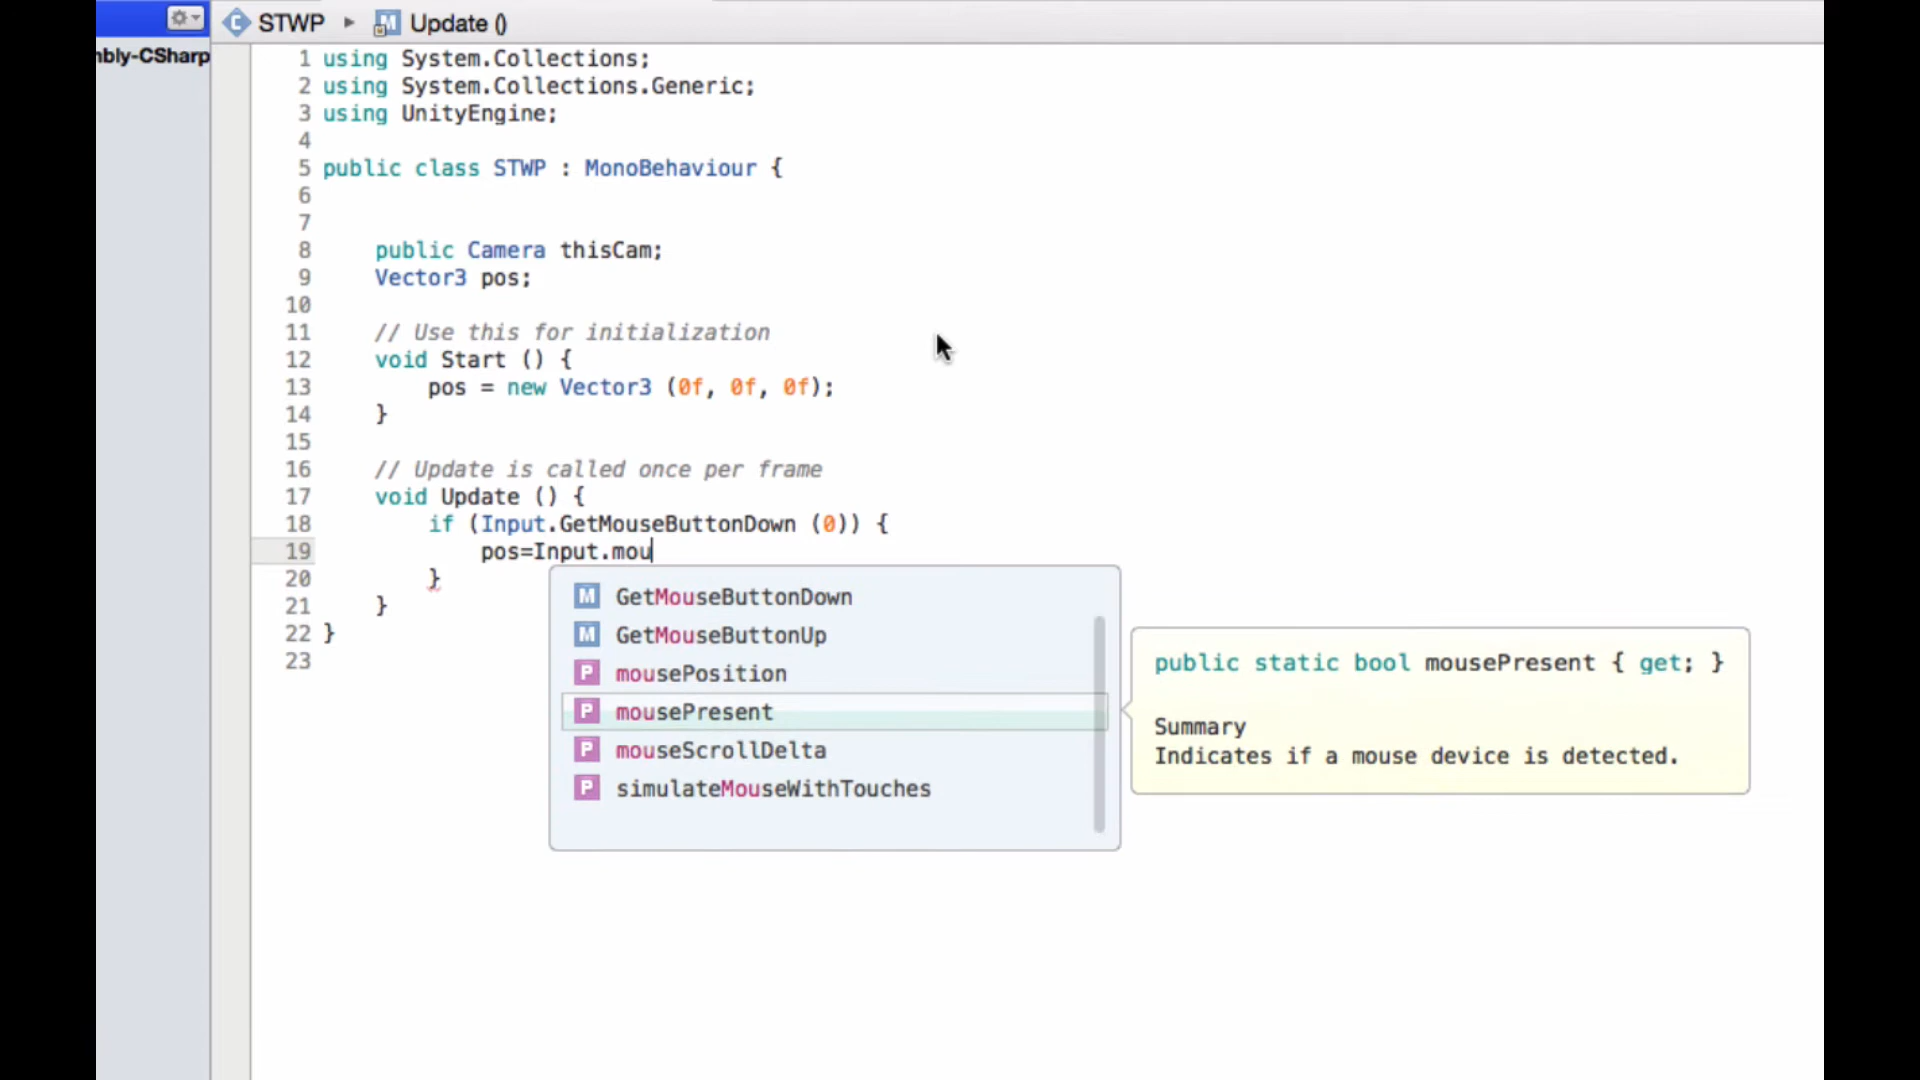 STWP ▸ M Update ()
mbly-CSharp
1 using System.Collections;
2 using System.Collections.Generic;
3 using UnityEngine;
4
5 public class STWP : MonoBehaviour {
6
7
8 public Camera thisCam;
9 Vector3 pos;
10
11 // Use this for initialization
12 void Start () {
13 pos = new Vector3 (0f, 0f, 0f);
14 }
15
16 // Update is called once per frame
17 void Update () {
18 if (Input.GetMouseButtonDown (0)) {
19 pos=Input.mou
20 }
21 }
22 }
23
M GetMouseButtonDown
M GetMouseButtonUp
P mousePosition
P mousePresent
P mouseScrollDelta
P simulateMouseWithTouches
public static bool mousePresent { get; }
Summary
Indicates if a mouse device is detected.